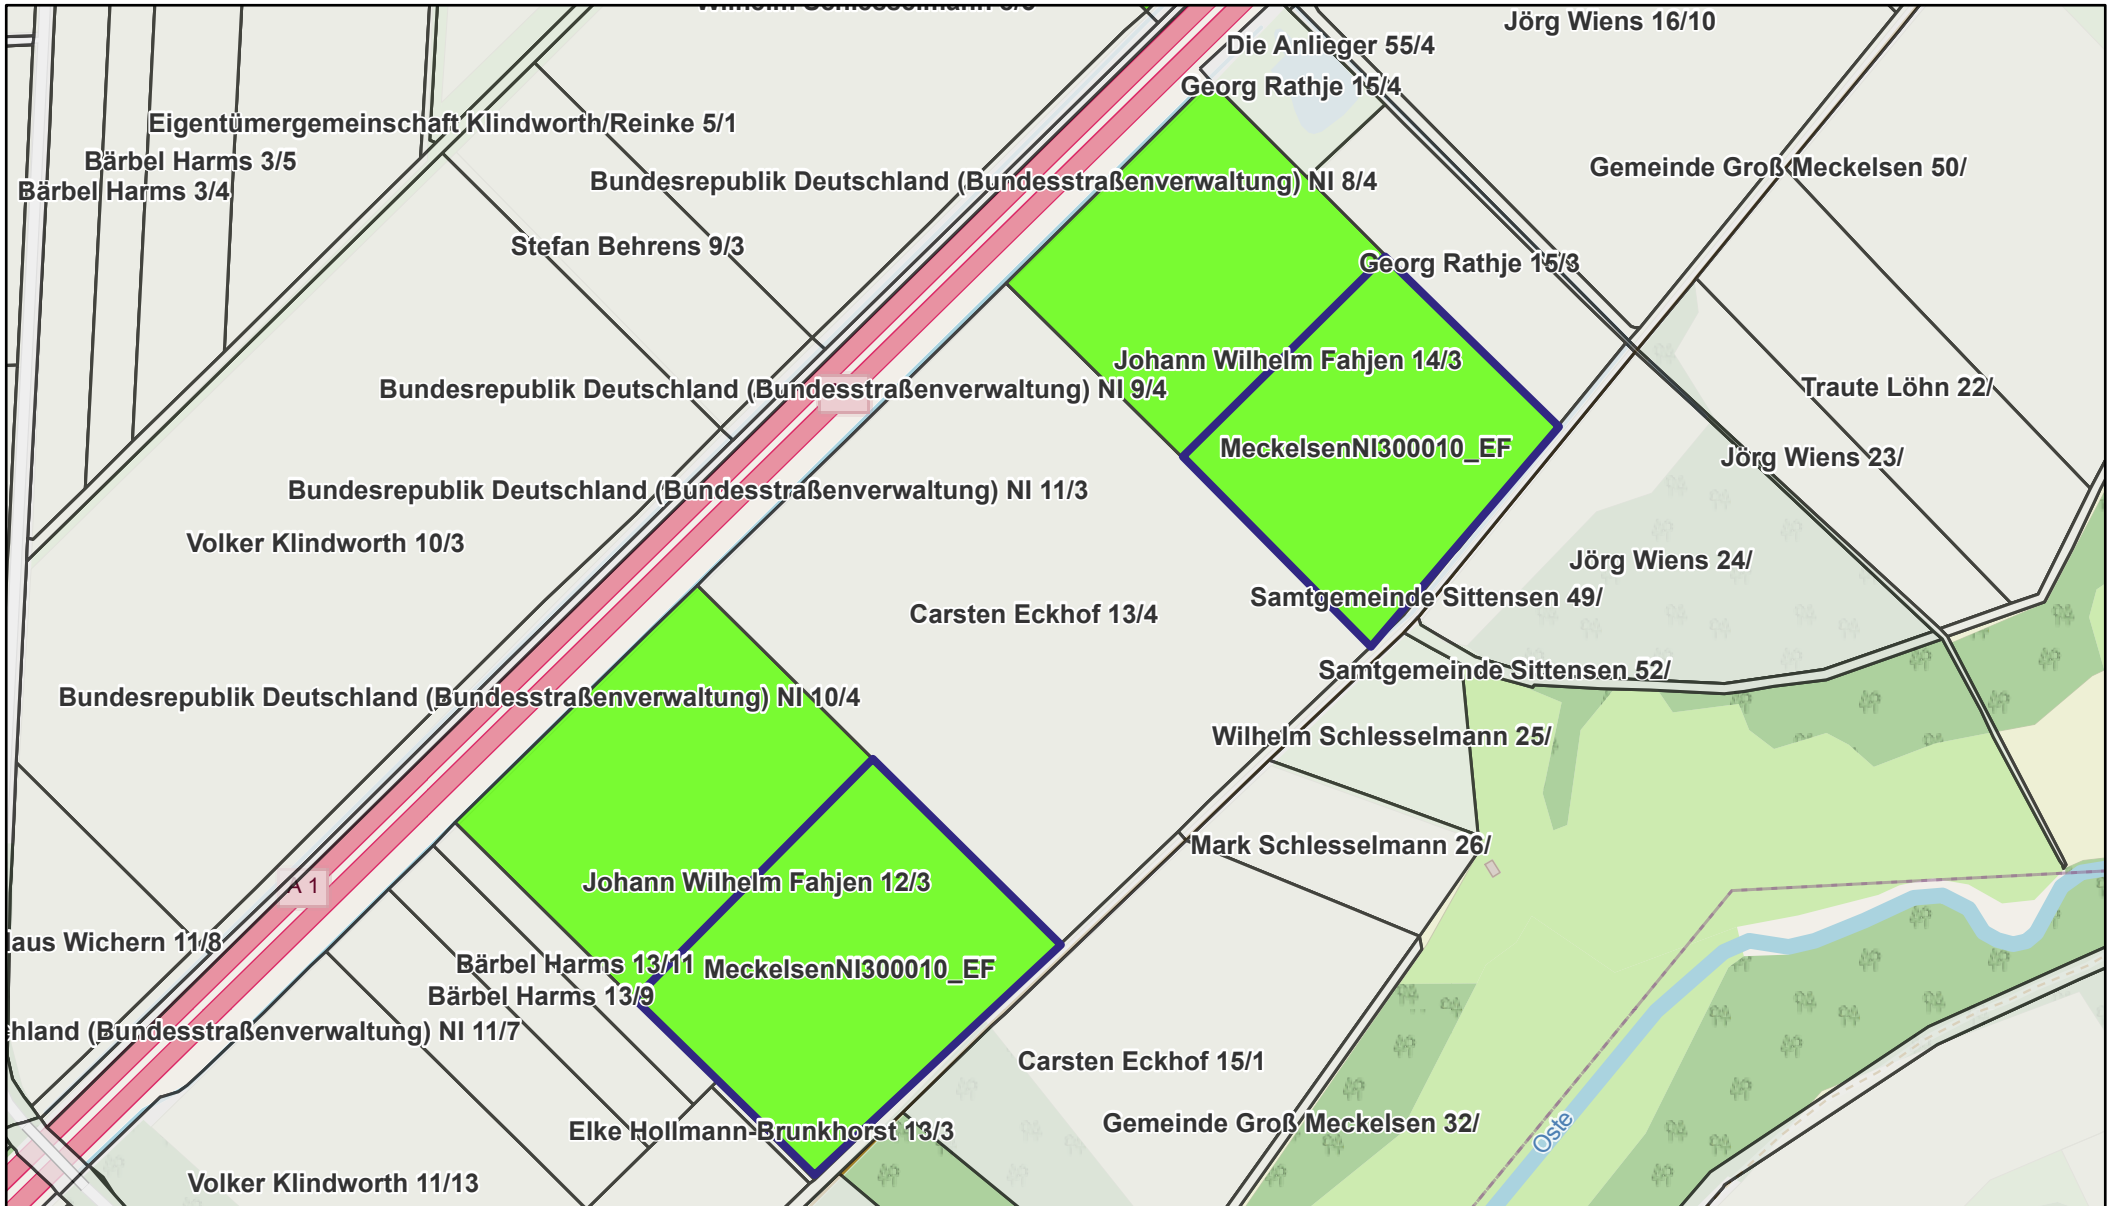 Jörg Wiens 16/10
Die Anlieger 55/4
Georg Rathje 15/4
Eigentümergemeinschaft Klindworth/Reinke 5/1
Bärbel Harms 3/5
Gemeinde Groß Meckelsen 50/
Bundesrepublik Deutschland (Bundesstraßenverwaltung) NI 8/4
Bärbel Harms 3/4
Stefan Behrens 9/3
Georg Rathje 15/3
Johann Wilhelm Fahjen 14/3
Traute Löhn 22/
Bundesrepublik Deutschland (Bundesstraßenverwaltung) NI 9/4
MeckelsenNI300010_EF
Jörg Wiens 23/
Bundesrepublik Deutschland (Bundesstraßenverwaltung) NI 11/3
Volker Klindworth 10/3
Jörg Wiens 24/
Samtgemeinde Sittensen 49/
Carsten Eckhof 13/4
Samtgemeinde Sittensen 52/
Bundesrepublik Deutschland (Bundesstraßenverwaltung) NI 10/4
Wilhelm Schlesselmann 25/
Mark Schlesselmann 26/
Johann Wilhelm Fahjen 12/3
A 1
laus Wichern 11/8
Bärbel Harms 13/11
MeckelsenNI300010_EF
Bärbel Harms 13/9
chland (Bundesstraßenverwaltung) NI 11/7
Carsten Eckhof 15/1
Gemeinde Groß Meckelsen 32/
Elke Hollmann-Brunkhorst 13/3
Oste
Volker Klindworth 11/13